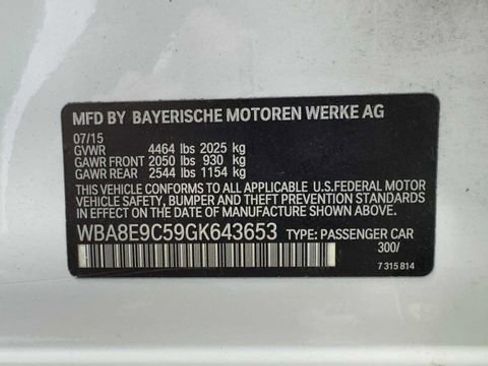 MFD BY BAYERISCHE MOTOREN WERKE AG
07/15
GVWR 4464 lbs 2025 kg
GAWR FRONT 2050 lbs 930 kg
GAWR REAR 2544 lbs 1154 kg
THIS VEHICLE CONFORMS TO ALL APPLICABLE U.S.FEDERAL MOTOR
VEHICLE SAFETY, BUMPER AND THEFT PREVENTION STANDARDS
IN EFFECT ON THE DATE OF MANUFACTURE SHOWN ABOVE.
WBA8E9C59GK643653 TYPE: PASSENGER CAR
300/
7 315 814